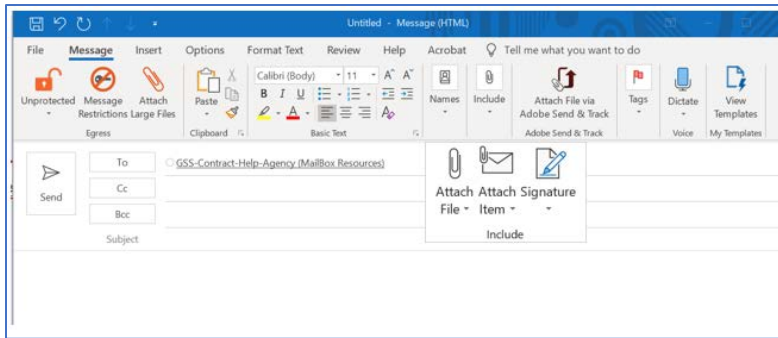 Untitled - Message (HTML)
File Message Insert Options Format Text Review Help Acrobat Tell me what you want to do
Calibri (Body) 11 A A
Unprotected Message Restrictions Attach Large Files Paste B I U Names Include Attach File via Adobe Send & Track Tags Dictate View Templates
A A
Egress Clipboard Basic Text Adobe Send & Track Voice My Templates
Send
To GSS-Contract-Help-Agency (MailBox Resources)
Cc
Bcc
Subject
Attach File Attach Item Signature
Include